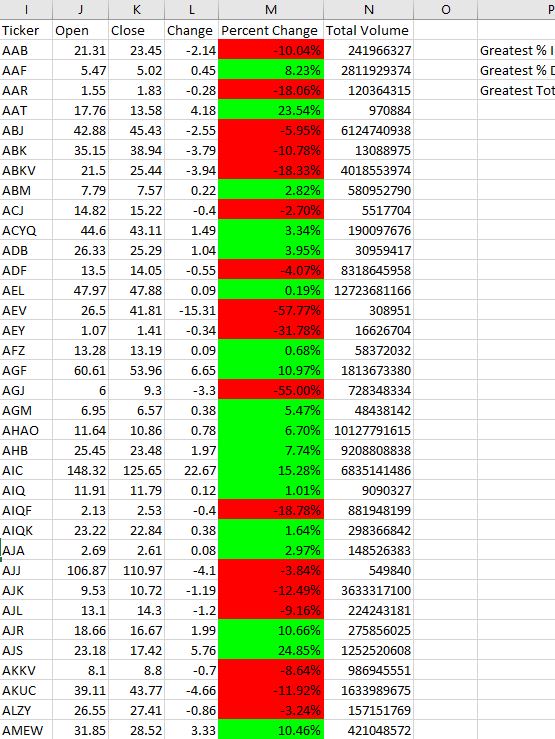 I J K L M N O P
Ticker Open Close Change Percent Change Total Volume
AAB 21.31 23.45 -2.14 -10.04% 241966327 Greatest % I
AAF 5.47 5.02 0.45 8.23% 2811929374 Greatest % D
AAR 1.55 1.83 -0.28 -18.06% 120364315 Greatest Tot
AAT 17.76 13.58 4.18 23.54% 970884
ABJ 42.88 45.43 -2.55 -5.95% 6124740938
ABK 35.15 38.94 -3.79 -10.78% 13088975
ABKV 21.5 25.44 -3.94 -18.33% 4018553974
ABM 7.79 7.57 0.22 2.82% 580952790
ACJ 14.82 15.22 -0.4 -2.70% 5517704
ACYQ 44.6 43.11 1.49 3.34% 190097676
ADB 26.33 25.29 1.04 3.95% 30959417
ADF 13.5 14.05 -0.55 -4.07% 8318645958
AEL 47.97 47.88 0.09 0.19% 12723681166
AEV 26.5 41.81 -15.31 -57.77% 308951
AEY 1.07 1.41 -0.34 -31.78% 16626704
AFZ 13.28 13.19 0.09 0.68% 58372032
AGF 60.61 53.96 6.65 10.97% 1813673380
AGJ 6 9.3 -3.3 -55.00% 728348334
AGM 6.95 6.57 0.38 5.47% 48438142
AHAO 11.64 10.86 0.78 6.70% 10127791615
AHB 25.45 23.48 1.97 7.74% 9208808838
AIC 148.32 125.65 22.67 15.28% 6835141486
AIQ 11.91 11.79 0.12 1.01% 9090327
AIQF 2.13 2.53 -0.4 -18.78% 881948199
AIQK 23.22 22.84 0.38 1.64% 298366842
AJA 2.69 2.61 0.08 2.97% 148526383
AJJ 106.87 110.97 -4.1 -3.84% 549840
AJK 9.53 10.72 -1.19 -12.49% 3633317100
AJL 13.1 14.3 -1.2 -9.16% 224243181
AJR 18.66 16.67 1.99 10.66% 275856025
AJS 23.18 17.42 5.76 24.85% 1252520608
AKKV 8.1 8.8 -0.7 -8.64% 986945551
AKUC 39.11 43.77 -4.66 -11.92% 1633989675
ALZY 26.55 27.41 -0.86 -3.24% 157151769
AMEW 31.85 28.52 3.33 10.46% 421048572